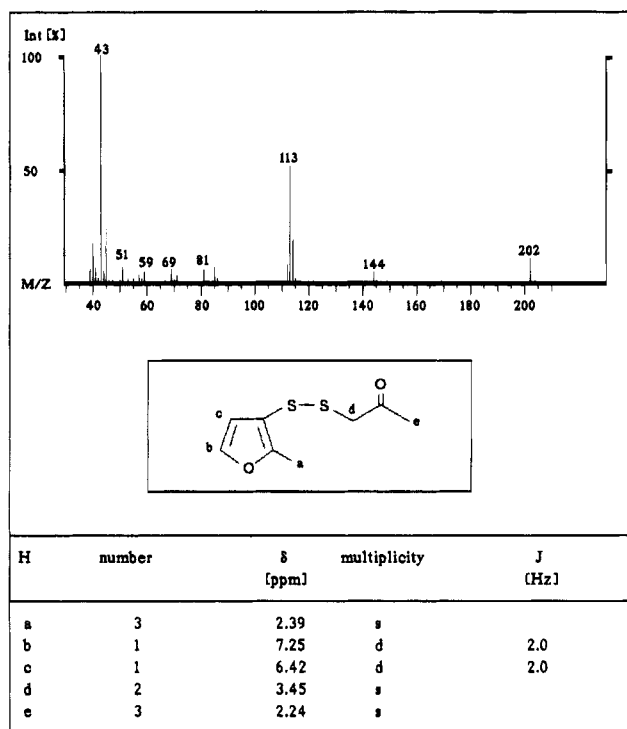 Int [%]
100
43
113
50
51 59 69 81 144 202
M/Z
40 60 80 100 120 140 160 180 200
O
S S
c d e
b
O a
H number δ multiplicity J
[ppm] [Hz]
a 3 2.39 s
b 1 7.25 d 2.0
c 1 6.42 d 2.0
d 2 3.45 s
e 3 2.24 s